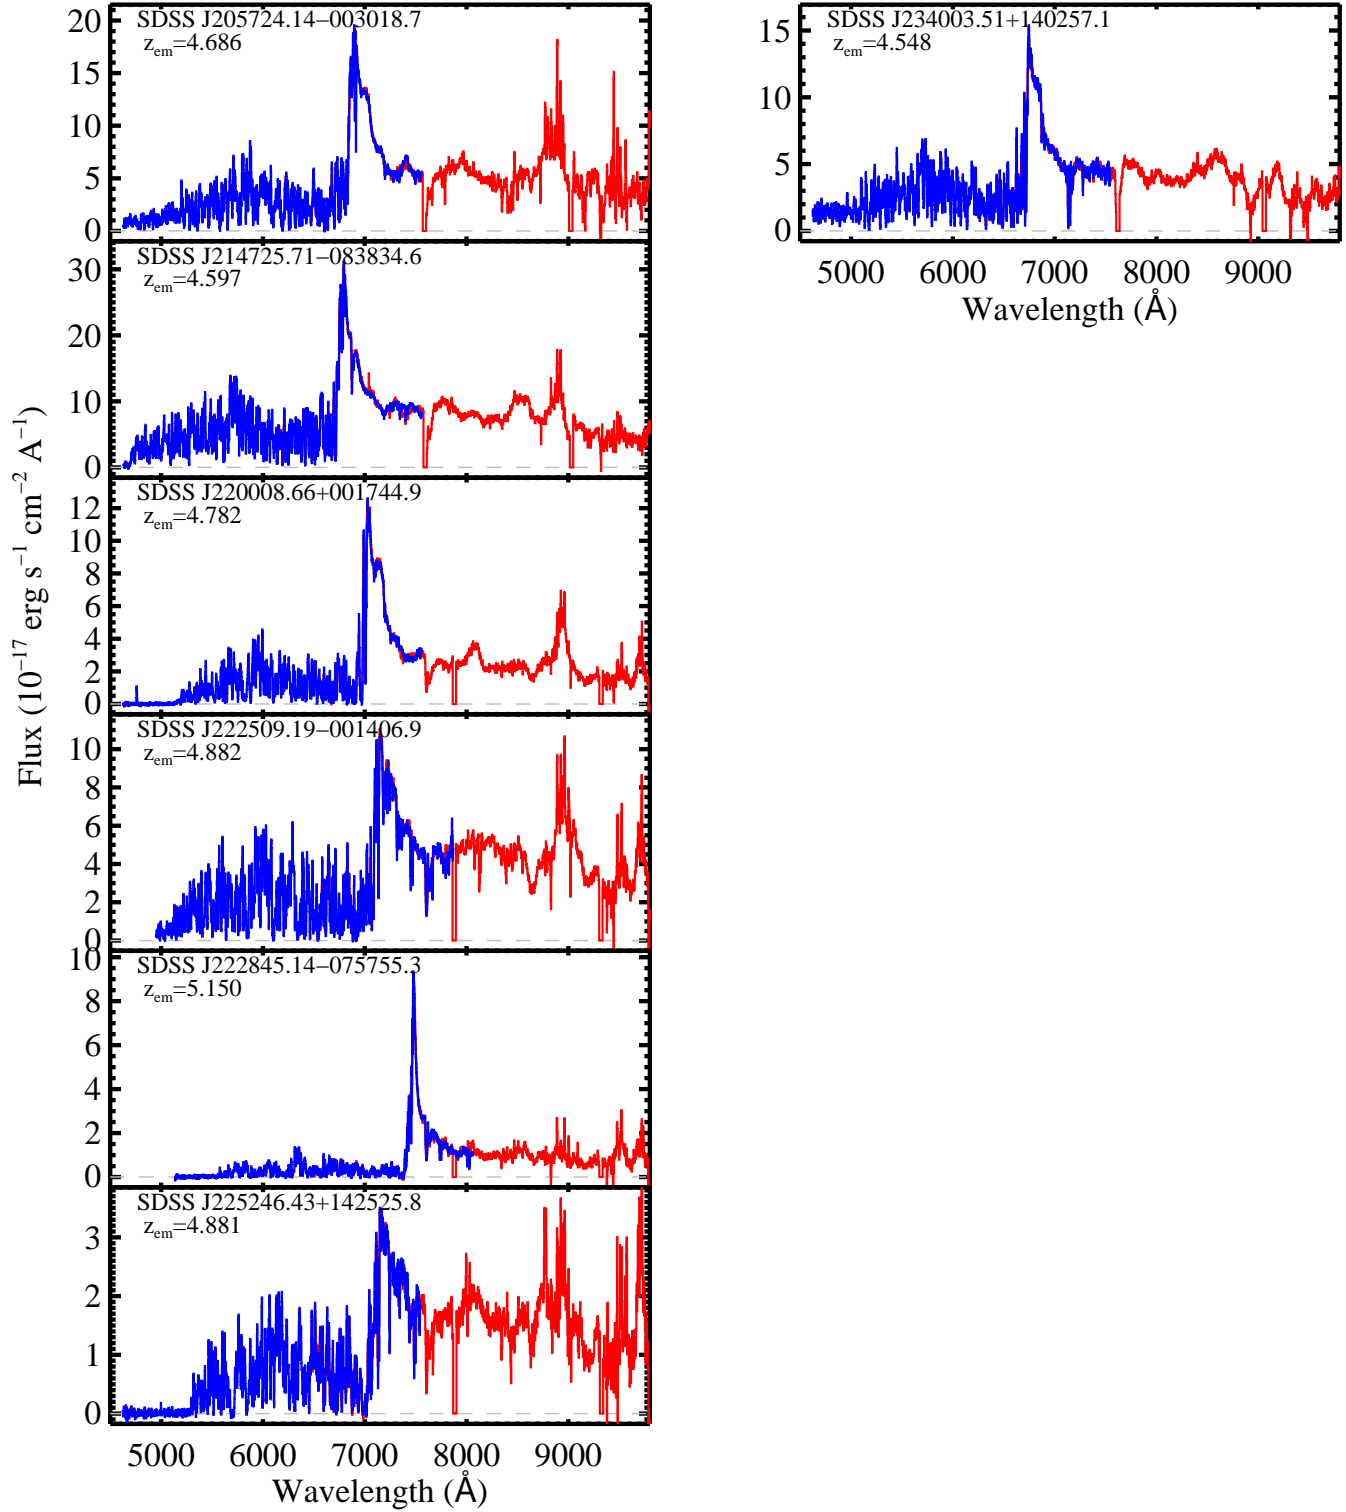 SDSS J205724.14−003018.7
z_em=4.686
20
15
10
5
0
SDSS J214725.71−083834.6
z_em=4.597
30
20
10
0
SDSS J220008.66+001744.9
z_em=4.782
12
10
8
6
4
2
0
SDSS J222509.19−001406.9
z_em=4.882
10
8
6
4
2
0
SDSS J222845.14−075755.3
z_em=5.150
10
8
6
4
2
0
SDSS J225246.43+142525.8
z_em=4.881
3
2
1
0
5000 6000 7000 8000 9000
Wavelength (Å)
Flux (10⁻¹⁷ erg s⁻¹ cm⁻² A⁻¹)
SDSS J234003.51+140257.1
z_em=4.548
15
10
5
0
5000 6000 7000 8000 9000
Wavelength (Å)